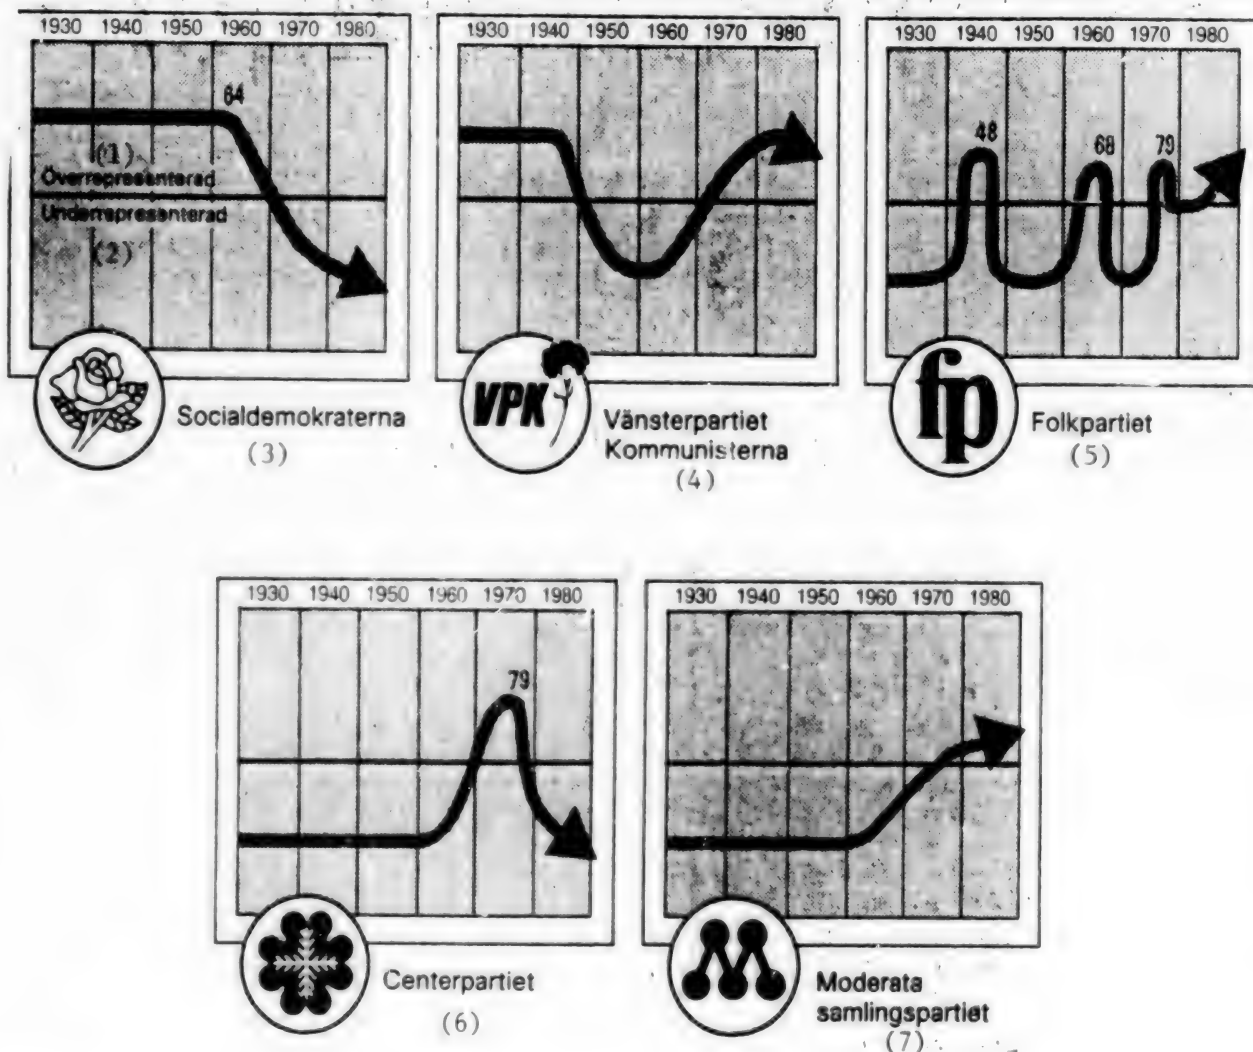 1930 1940 1950 1960 1970 1980
64
(1)
Överrepresenterad
Underrepresenterad
(2)
Socialdemokraterna
(3)
1930 1940 1950 1960 1970 1980
VPK
Vänsterpartiet
Kommunisterna
(4)
1930 1940 1950 1960 1970 1980
48
68
79
fp
Folkpartiet
(5)
1930 1940 1950 1960 1970 1980
79
Centerpartiet
(6)
1930 1940 1950 1960 1970 1980
M
Moderata
samlingspartiet
(7)